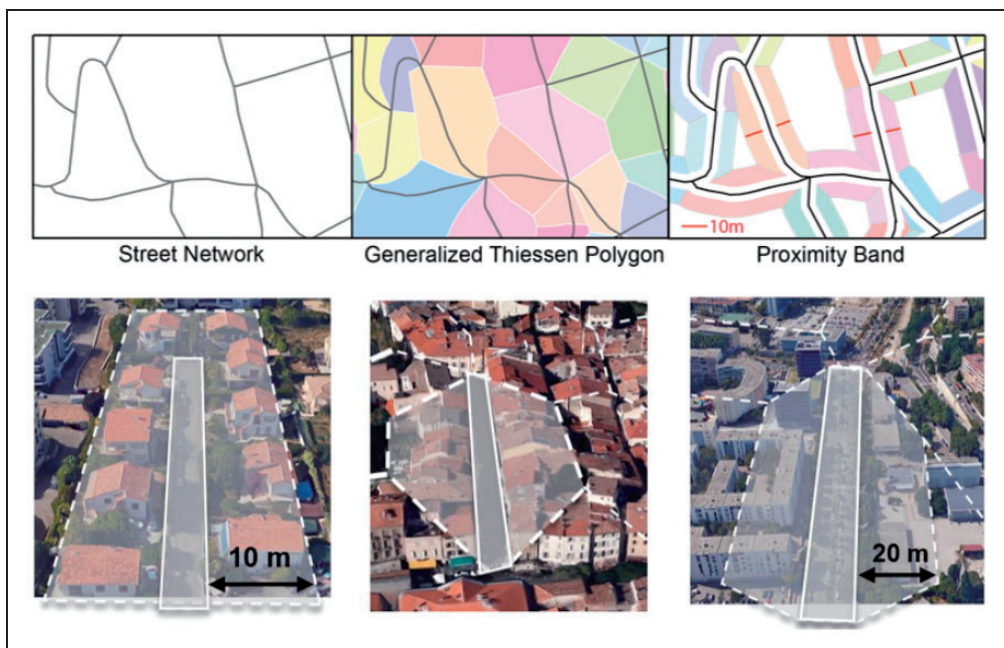 10m
Street Network
Generalized Thiessen Polygon
Proximity Band
10 m
20 m